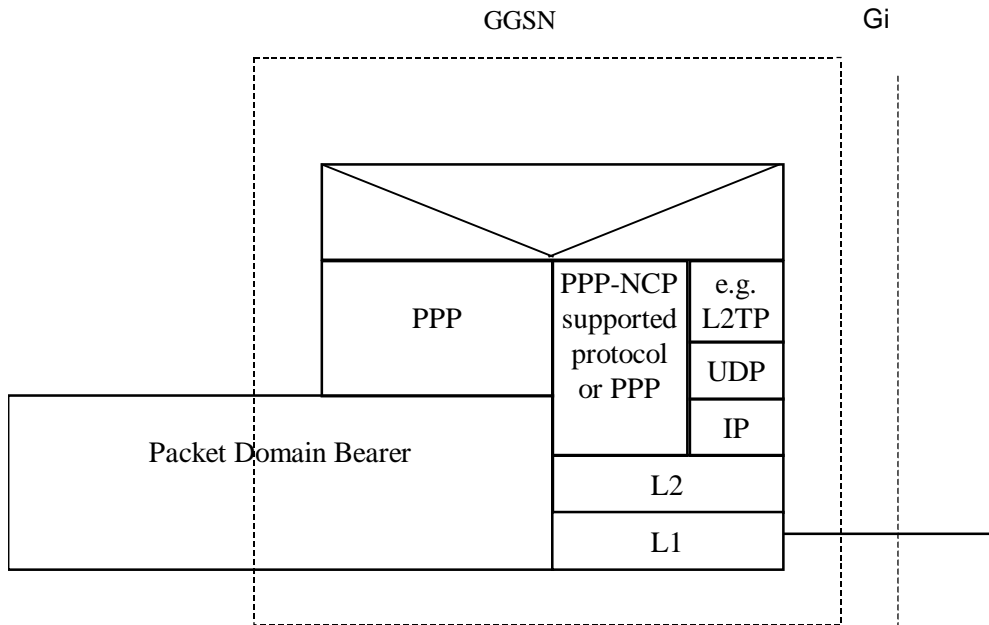 GGSN
Gi
PPP
PPP-NCP
supported
protocol
or PPP
e.g.
L2TP
UDP
IP
Packet Domain Bearer
L2
L1